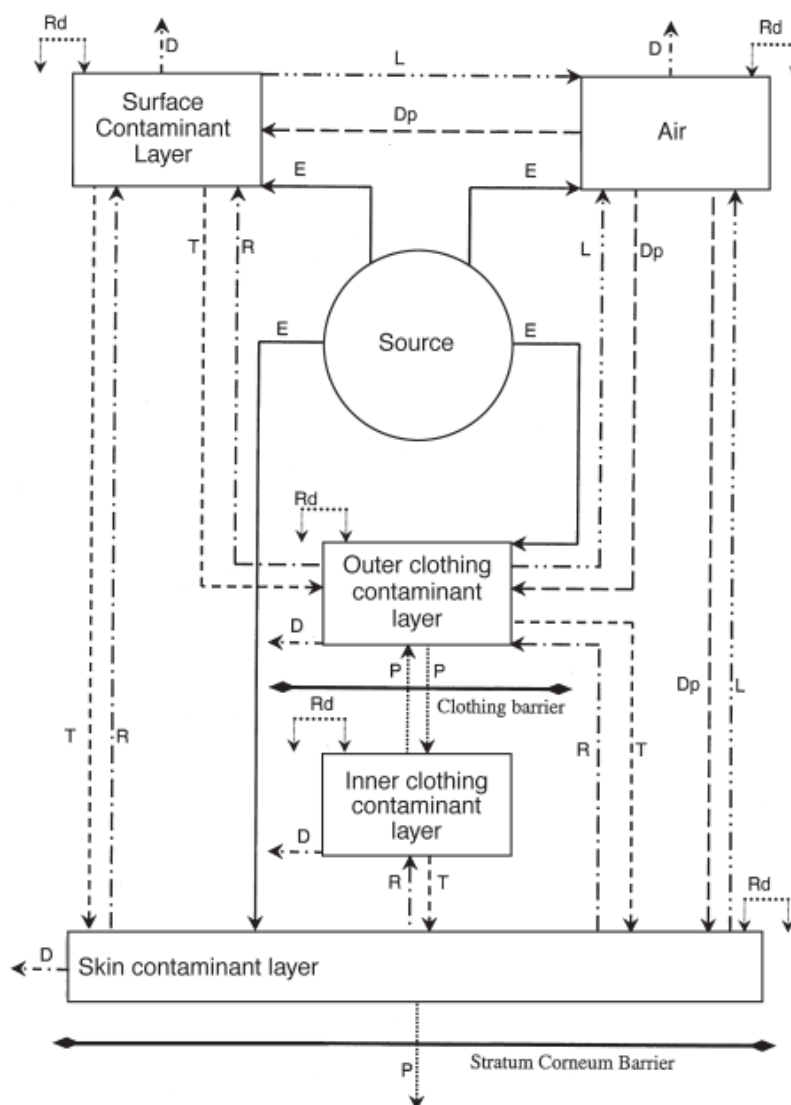 Rd
D
L
D
Rd
Surface
Contaminant
Layer
Dp
Air
E
E
T
R
L
Dp
E
Source
E
Rd
Outer clothing
contaminant
layer
D
P
P
Clothing barrier
Dp
L
Rd
T
R
R
T
Inner clothing
contaminant
layer
D
R
T
Rd
D
Skin contaminant layer
Stratum Corneum Barrier
P